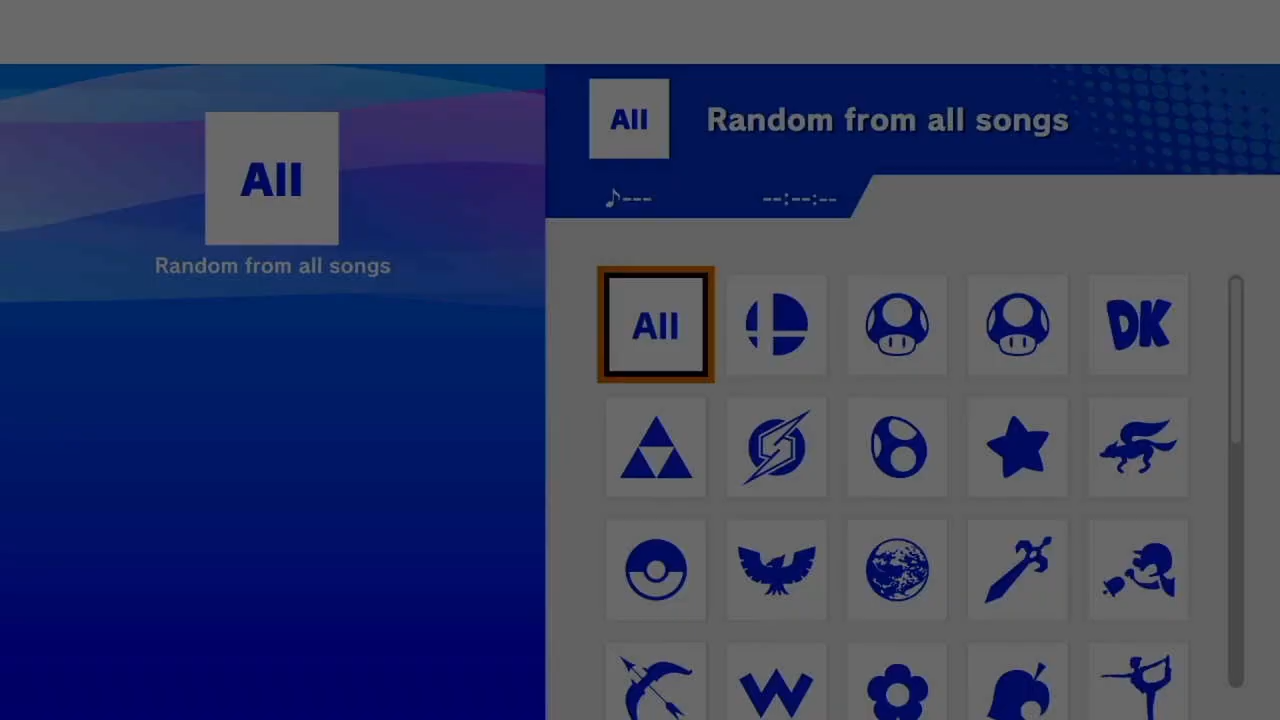 All
Random from all songs
All
Random from all songs
♪--- --:--:--
All
DK
W